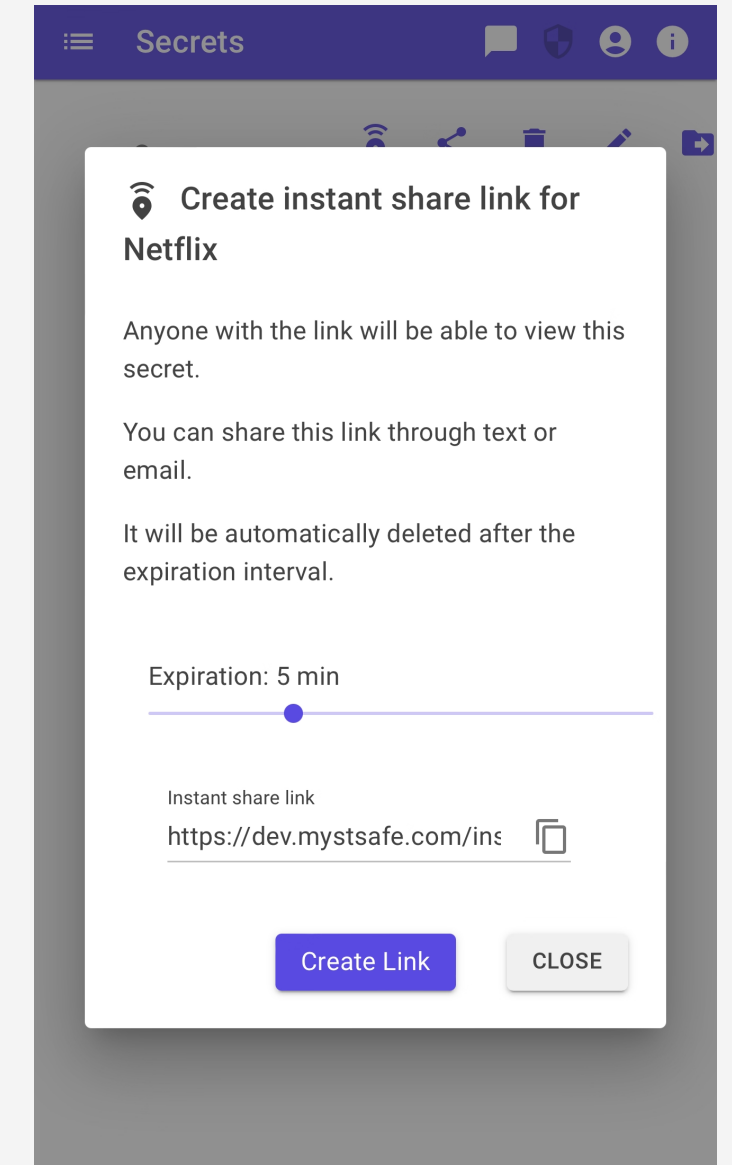 Secrets
Create instant share link for
Netflix
Anyone with the link will be able to view this
secret.
You can share this link through text or
email.
It will be automatically deleted after the
expiration interval.
Expiration: 5 min
Instant share link
https://dev.mystsafe.com/ins
Create Link
CLOSE